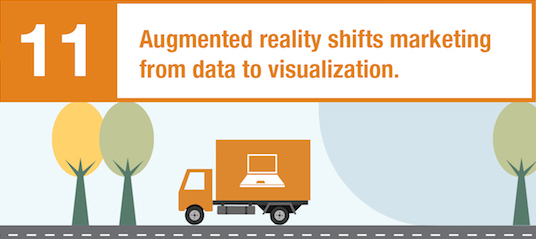 11
Augmented reality shifts marketing
from data to visualization.